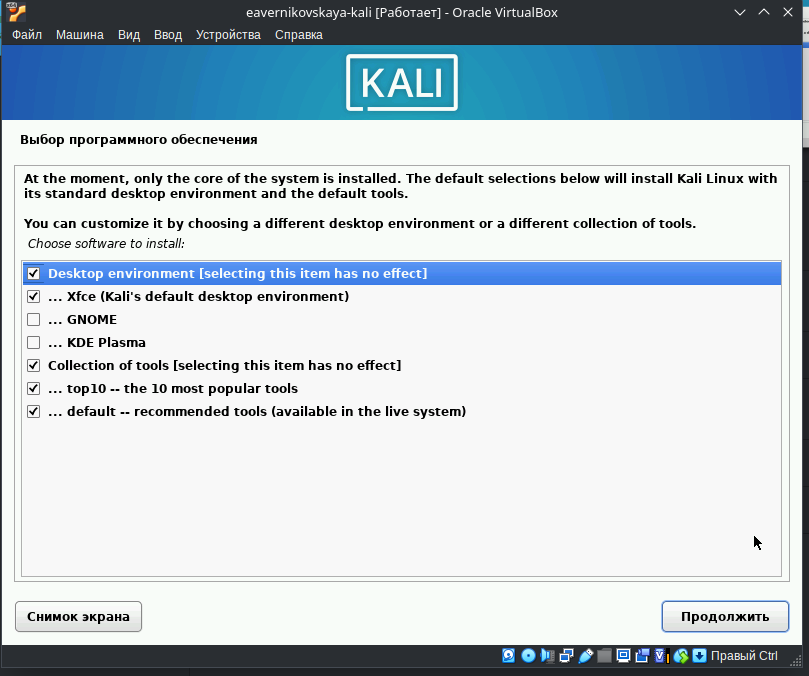 eavernikovskaya-kali [Работает] - Oracle VirtualBox
Файл Машина Вид Ввод Устройства Справка
KALI
Выбор программного обеспечения
At the moment, only the core of the system is installed. The default selections below will install Kali Linux with
its standard desktop environment and the default tools.
You can customize it by choosing a different desktop environment or a different collection of tools.
Choose software to install:
Desktop environment [selecting this item has no effect]
... Xfce (Kali's default desktop environment)
... GNOME
... KDE Plasma
Collection of tools [selecting this item has no effect]
... top10 -- the 10 most popular tools
... default -- recommended tools (available in the live system)
Снимок экрана Продолжить
Правый Ctrl